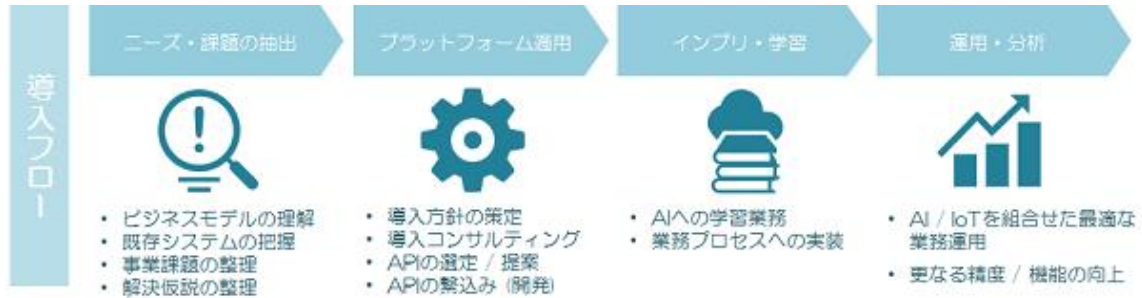 導入フロー
ニーズ・課題の抽出
プラットフォーム適用
インプリ・学習
運用・分析
• ビジネスモデルの理解
• 既存システムの把握
• 事業課題の整理
• 解決仮説の整理
• 導入方針の策定
• 導入コンサルティング
• APIの選定 / 提案
• APIの繋込み (開発)
• AIへの学習業務
• 業務プロセスへの実装
• AI / IoTを組合せた最適な
業務運用
• 更なる精度 / 機能の向上